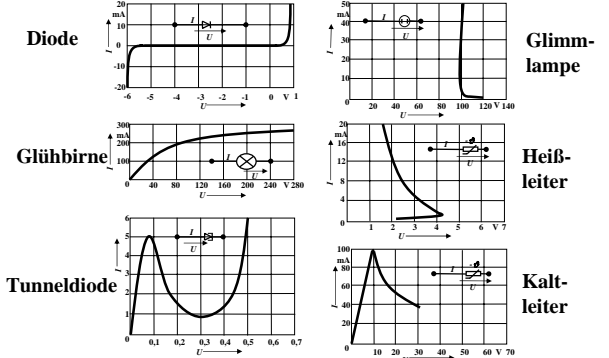 Diode
20
mA
10
0
-10
-20
I
I
U
-6 -5 -4 -3 -2 -1 0 V 1
U
50
mA
40
30
20
10
0
I
I
U
20 40 60 80 100 V 140
120
U
Glimm-
lampe
Glühbirne
300
mA
200
100
I
I
U
0 40 80 120 160 200 V 280
240
U
20
mA
16
12
8
4
0
I
I
-ϑ
U
1 2 3 4 5 6 V 7
U
Heiß-
leiter
Tunneldiode
6
5
4
3
2
1
0
I
I
U
0 0,1 0,2 0,3 0,4 0,5 0,6 0,7
U
100
mA
80
60
40
20
I
I
-ϑ
U
10 20 30 40 50 60 V 70
U
Kalt-
leiter